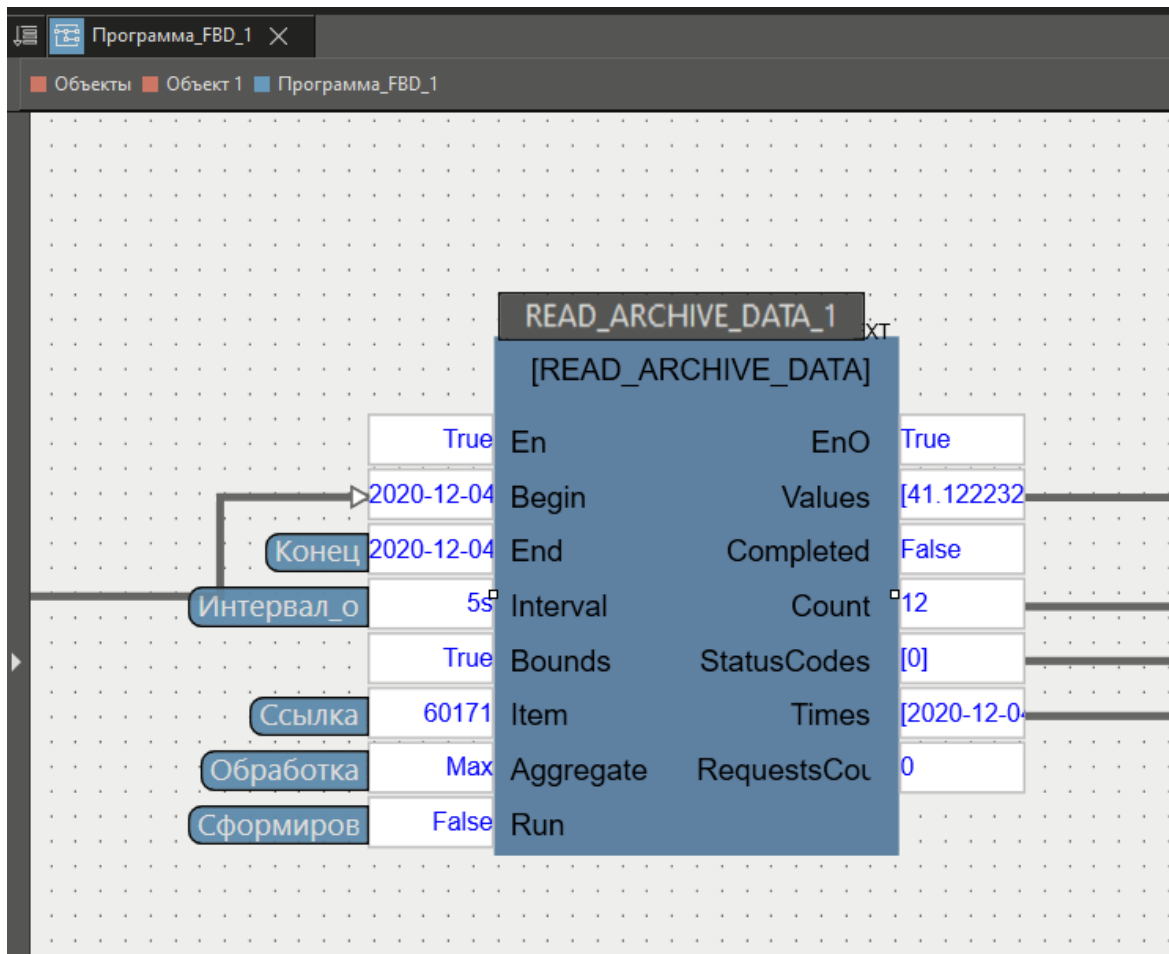 Программа_FBD_1
Объекты Объект 1 Программа_FBD_1
READ_ARCHIVE_DATA_1
XT
[READ_ARCHIVE_DATA]
True En EnO True
2020-12-04 Begin Values [41.122232
Конец 2020-12-04 End Completed False
Интервал_о 5s Interval Count 12
True Bounds StatusCodes [0]
Ссылка 60171 Item Times [2020-12-04
Обработка Max Aggregate RequestsCou 0
Сформиров False Run